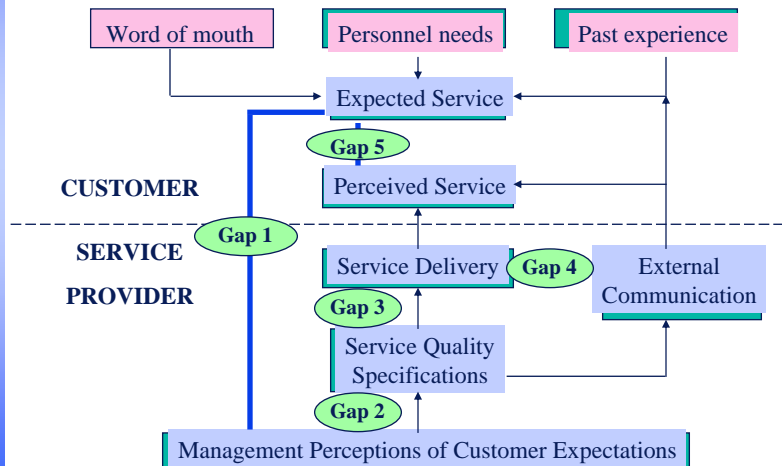 Word of mouth
Personnel needs
Past experience
Expected Service
Gap 5
CUSTOMER
Perceived Service
Gap 1
SERVICE
PROVIDER
Service Delivery
Gap 4
External
Communication
Gap 3
Service Quality
Specifications
Gap 2
Management Perceptions of Customer Expectations